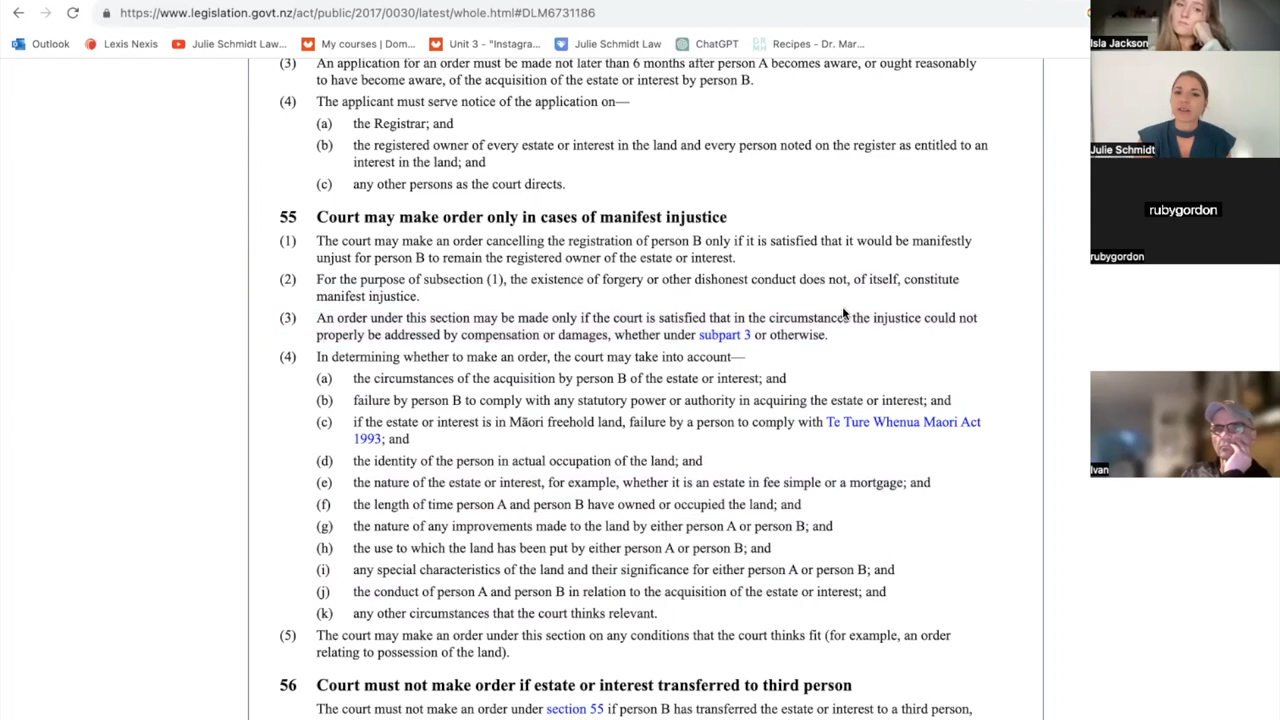 https://www.legislation.govt.nz/act/public/2017/0030/latest/whole.html#DLM6731186
Outlook Lexis Nexis Julie Schmidt Law... My courses | Dom... Unit 3 - "Instagra... Julie Schmidt Law ChatGPT Recipes - Dr. Mar...
(3) An application for an order must be made not later than 6 months after person A becomes aware, or ought reasonably
to have become aware, of the acquisition of the estate or interest by person B.
(4) The applicant must serve notice of the application on—
(a) the Registrar; and
(b) the registered owner of every estate or interest in the land and every person noted on the register as entitled to an
interest in the land; and
(c) any other persons as the court directs.
55 Court may make order only in cases of manifest injustice
(1) The court may make an order cancelling the registration of person B only if it is satisfied that it would be manifestly
unjust for person B to remain the registered owner of the estate or interest.
(2) For the purpose of subsection (1), the existence of forgery or other dishonest conduct does not, of itself, constitute
manifest injustice.
(3) An order under this section may be made only if the court is satisfied that in the circumstances the injustice could not
properly be addressed by compensation or damages, whether under subpart 3 or otherwise.
(4) In determining whether to make an order, the court may take into account—
(a) the circumstances of the acquisition by person B of the estate or interest; and
(b) failure by person B to comply with any statutory power or authority in acquiring the estate or interest; and
(c) if the estate or interest is in Māori freehold land, failure by a person to comply with Te Ture Whenua Maori Act
1993; and
(d) the identity of the person in actual occupation of the land; and
(e) the nature of the estate or interest, for example, whether it is an estate in fee simple or a mortgage; and
(f) the length of time person A and person B have owned or occupied the land; and
(g) the nature of any improvements made to the land by either person A or person B; and
(h) the use to which the land has been put by either person A or person B; and
(i) any special characteristics of the land and their significance for either person A or person B; and
(j) the conduct of person A and person B in relation to the acquisition of the estate or interest; and
(k) any other circumstances that the court thinks relevant.
(5) The court may make an order under this section on any conditions that the court thinks fit (for example, an order
relating to possession of the land).
56 Court must not make order if estate or interest transferred to third person
The court must not make an order under section 55 if person B has transferred the estate or interest to a third person,
Isla Jackson
Julie Schmidt
rubygordon
rubygordon
Ivan